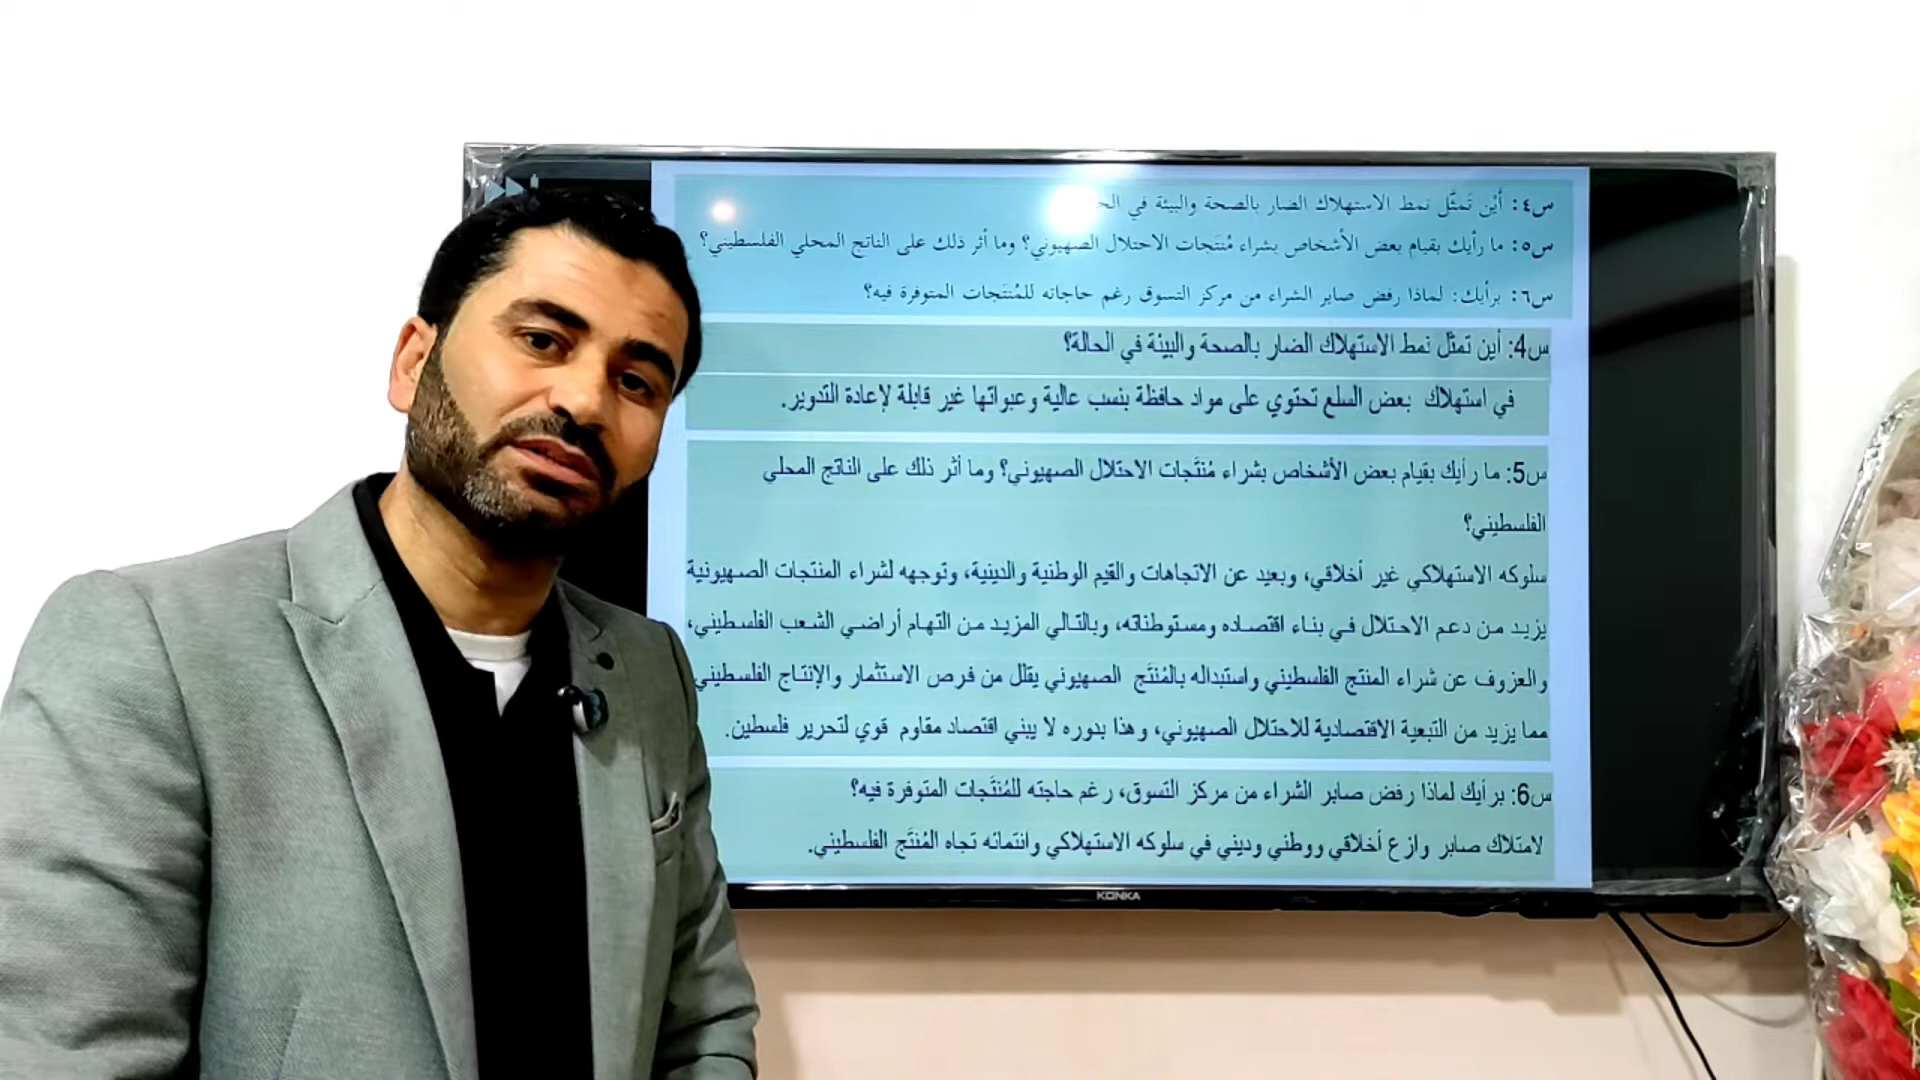 س٤: أَيْن تَمثَّل نمط الاستهلاك الضار بالصحة والبيئة في
س٥: ما رأيك بقيام بعض الأشخاص بشراء مُنتَجات الاحتلال الصهيوني؟ وما أثر ذلك على الناتج المحلي الفلسطيني؟
س٦: برأيك: لماذا رفض صابر الشراء من مركز التسوق رغم حاجاته للمُنتَجات المتوفرة فيه؟
س4: أين تمثّل نمط الاستهلاك الضار بالصحة والبيئة في الحالة؟
في استهلاك بعض السلع تحتوي على مواد حافظة بنسب عالية وعبواتها غير قابلة لإعادة التدوير.
س5: ما رأيك بقيام بعض الأشخاص بشراء مُنتَجات الاحتلال الصهيوني؟ وما أثر ذلك على الناتج المحلي
الفلسطيني؟
سلوكه الاستهلاكي غير أخلاقي، وبعيد عن الاتجاهات والقيم الوطنية والدينية، وتوجهه لشراء المنتجات الصهيونية
يزيد من دعم الاحتلال في بناء اقتصاده ومستوطناته، وبالتالي المزيد من التهام أراضي الشعب الفلسطيني،
والعزوف عن شراء المنتج الفلسطيني واستبداله بالمُنتَج الصهيوني يقلل من فرص الاستثمار والإنتاج الفلسطيني
مما يزيد من التبعية الاقتصادية للاحتلال الصهيوني، وهذا بدوره لا يبني اقتصاد مقاوم قوي لتحرير فلسطين.
س6: برأيك لماذا رفض صابر الشراء من مركز التسوق، رغم حاجته للمُنتَجات المتوفرة فيه؟
لامتلاك صابر وازع أخلاقي ووطني وديني في سلوكه الاستهلاكي وانتمائه تجاه المُنتَج الفلسطيني.
KONKA